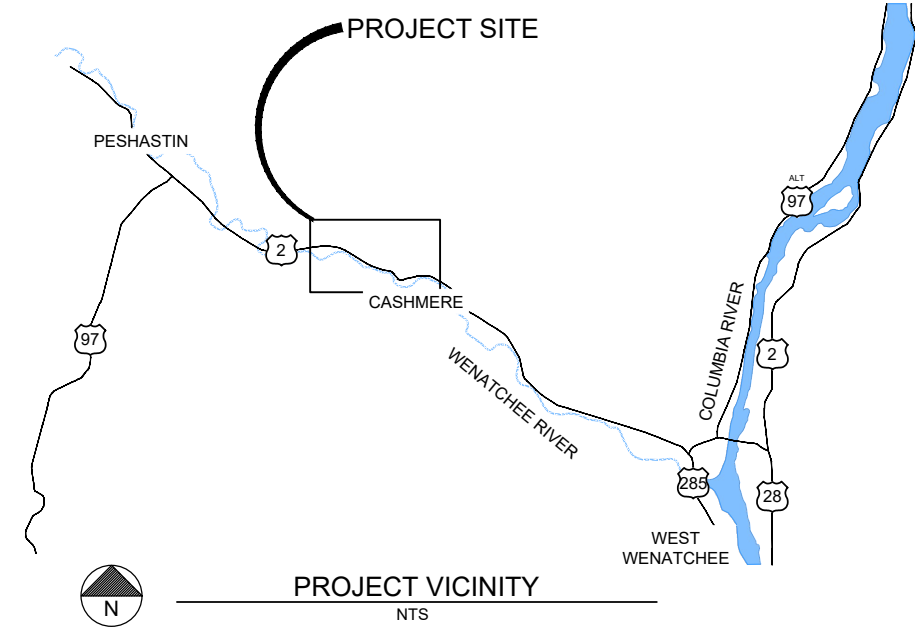 PROJECT SITE
PESHASTIN
ALT
97
2
CASHMERE
97
COLUMBIA RIVER
2
WENATCHEE RIVER
285
28
WEST
WENATCHEE
PROJECT VICINITY
N
NTS